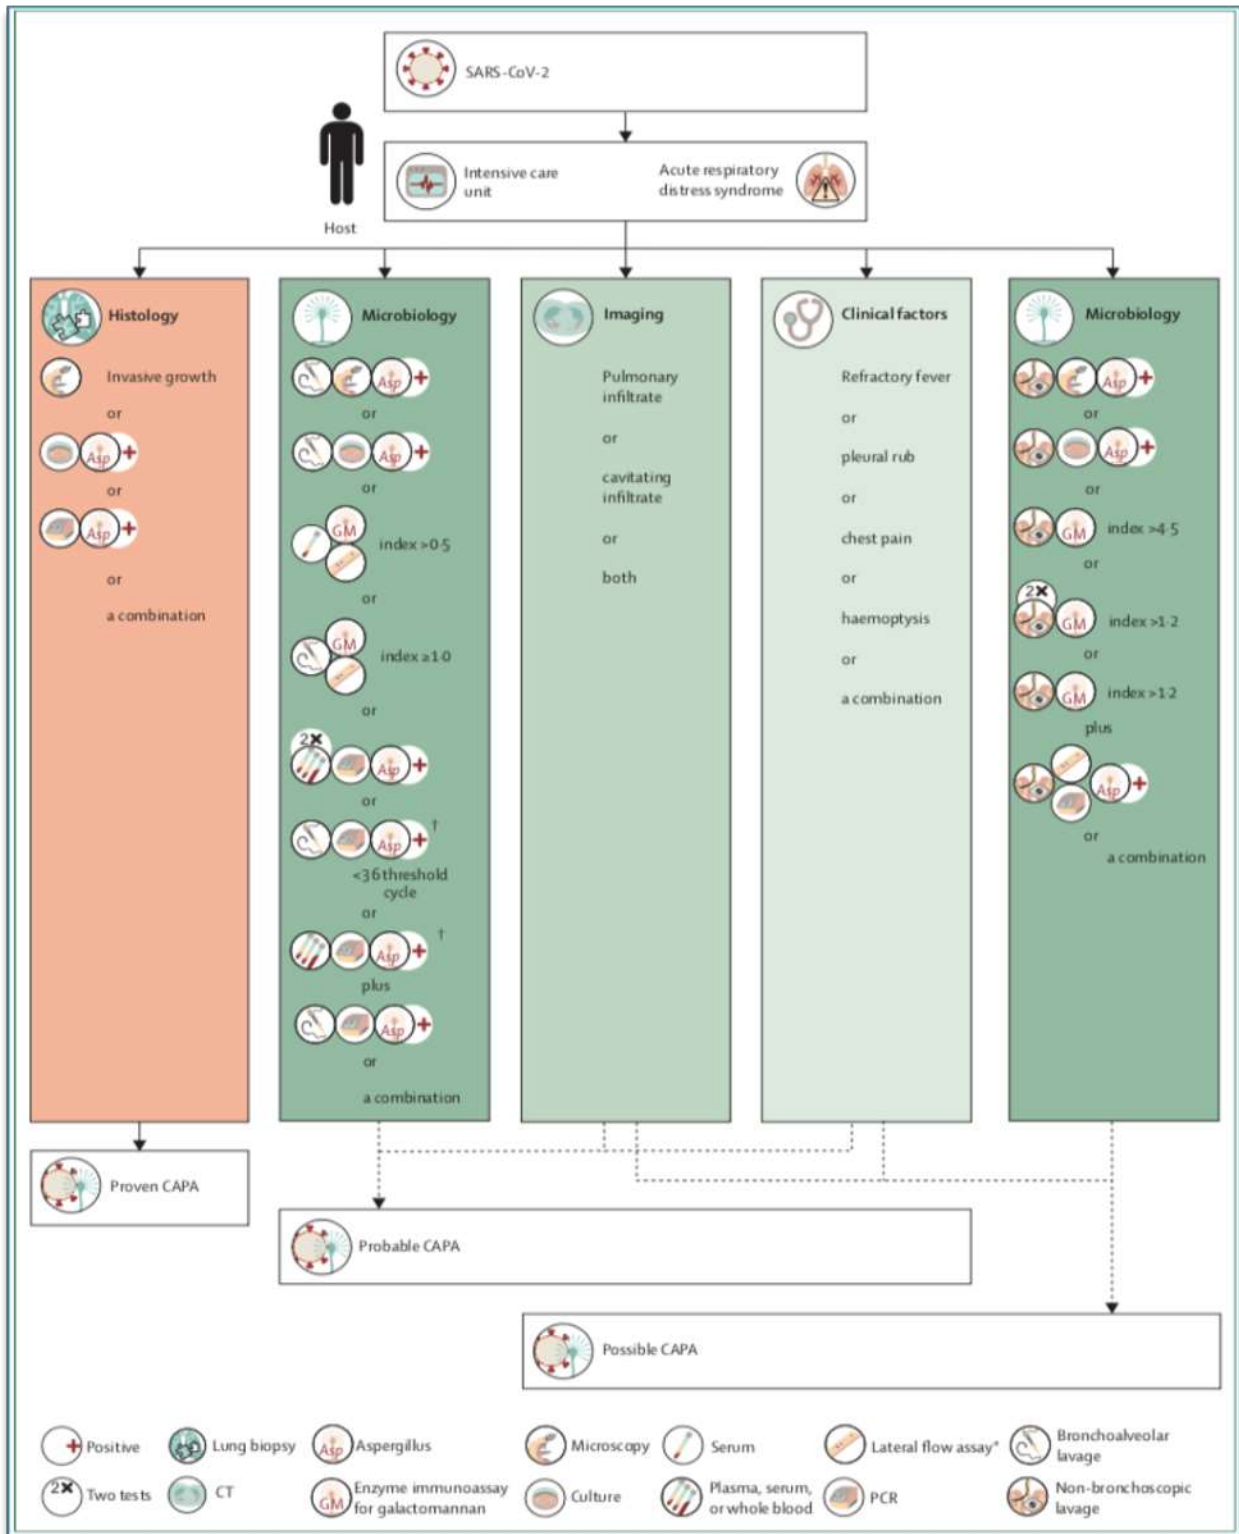 SARS-CoV-2
Host
Intensive care
unit
Acute respiratory
distress syndrome
Histology
Invasive growth
or
Asp +
or
Asp +
or
a combination
Microbiology
Asp +
or
Asp +
or
GM
index >0·5
or
GM
index ≥1·0
or
2X
Asp +
or
Asp + †
<36 threshold
cycle
or
Asp + †
plus
Asp +
or
a combination
Imaging
Pulmonary
infiltrate
or
cavitating
infiltrate
or
both
Clinical factors
Refractory fever
or
pleural rub
or
chest pain
or
haemoptysis
or
a combination
Microbiology
Asp +
or
Asp +
or
GM index >4·5
or
2X
GM index >1·2
or
GM index >1·2
plus
Asp +
or
a combination
Proven CAPA
Probable CAPA
Possible CAPA
+ Positive
Lung biopsy
Asp Aspergillus
Microscopy
Serum
Lateral flow assay*
Bronchoalveolar
lavage
2X Two tests
CT
GM Enzyme immunoassay
for galactomannan
Culture
Plasma, serum,
or whole blood
PCR
Non-bronchoscopic
lavage